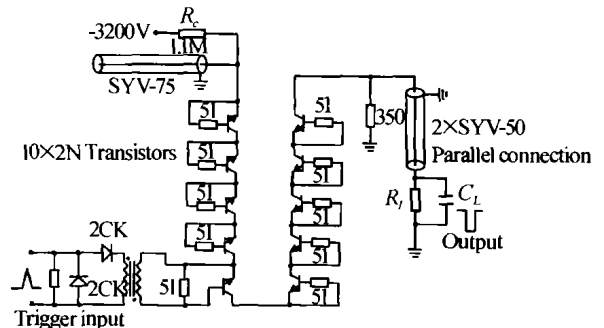 R_c
-3200V
1.1M
SYV-75
51
51
10×2N Transistors
51
51
51
51
51
51
51
51
350
2×SYV-50
Parallel connection
R_l
C_L
Output
2CK
2CK
Trigger input